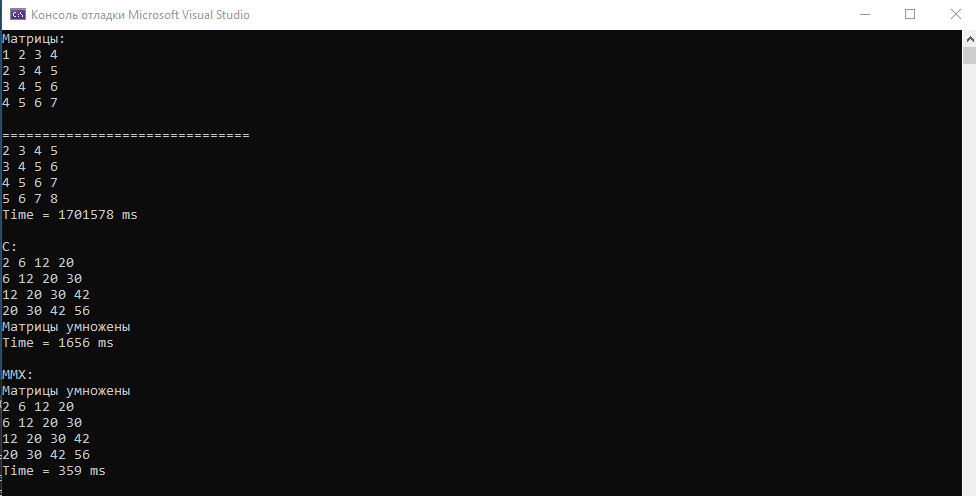 Консоль отладки Microsoft Visual Studio
Матрицы:
1 2 3 4
2 3 4 5
3 4 5 6
4 5 6 7
===============================
2 3 4 5
3 4 5 6
4 5 6 7
5 6 7 8
Time = 1701578 ms
C:
2 6 12 20
6 12 20 30
12 20 30 42
20 30 42 56
Матрицы умножены
Time = 1656 ms
MMX:
Матрицы умножены
2 6 12 20
6 12 20 30
12 20 30 42
20 30 42 56
Time = 359 ms